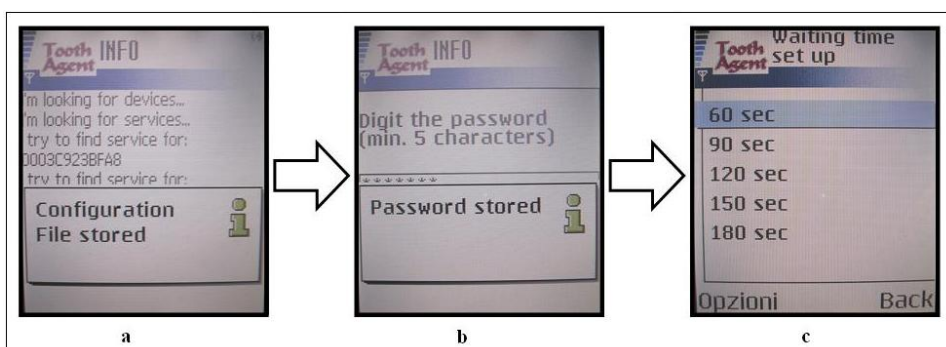 Tooth Agent INFO
'm looking for devices...
'm looking for services...
try to find service for:
0003C923BFA8
try to find service for:
Configuration
File stored
a
Tooth Agent INFO
Digit the password
(min. 5 characters)
*******
Password stored
b
Tooth Agent Waiting time
set up
60 sec
90 sec
120 sec
150 sec
180 sec
Opzioni Back
c